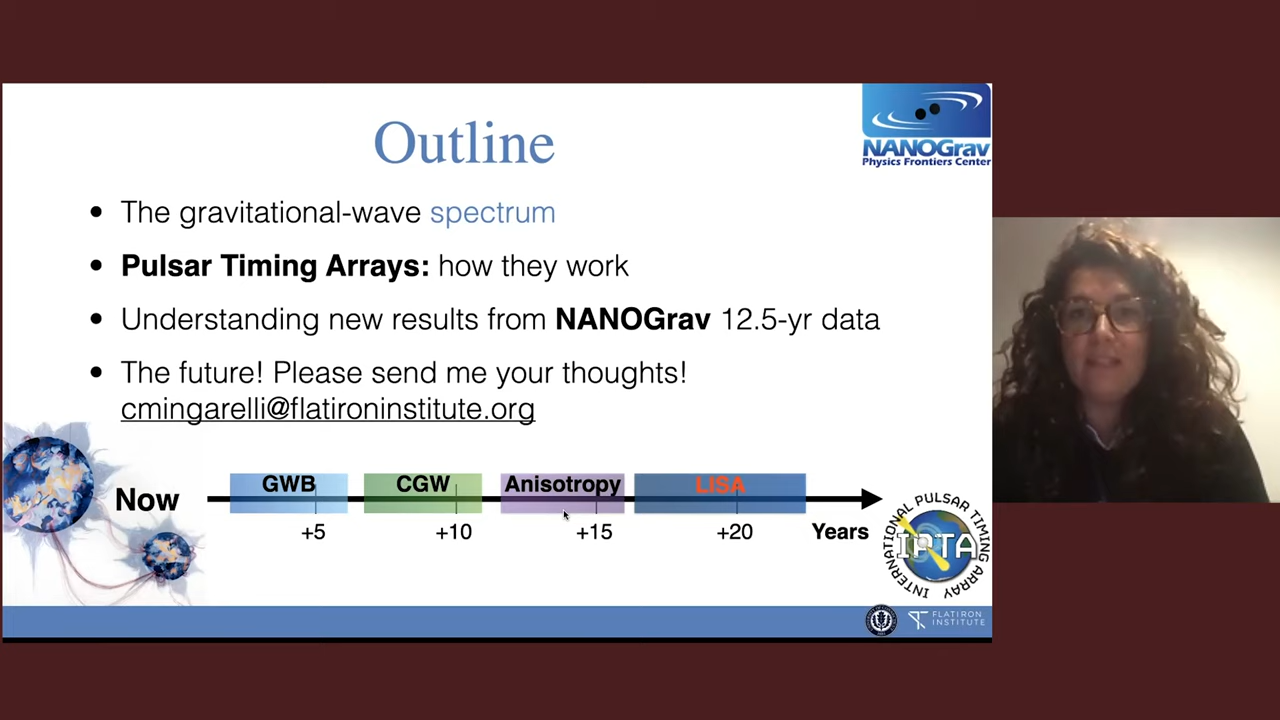 Outline
NANOGrav
Physics Frontiers Center
• The gravitational-wave spectrum
• Pulsar Timing Arrays: how they work
• Understanding new results from NANOGrav 12.5-yr data
• The future! Please send me your thoughts!
cmingarelli@flatironinstitute.org
Now
GWB
CGW
Anisotropy
LISA
+5
+10
+15
+20
Years
INTERNATIONAL PULSAR TIMING ARRAY
IPTA
FLATIRON
INSTITUTE